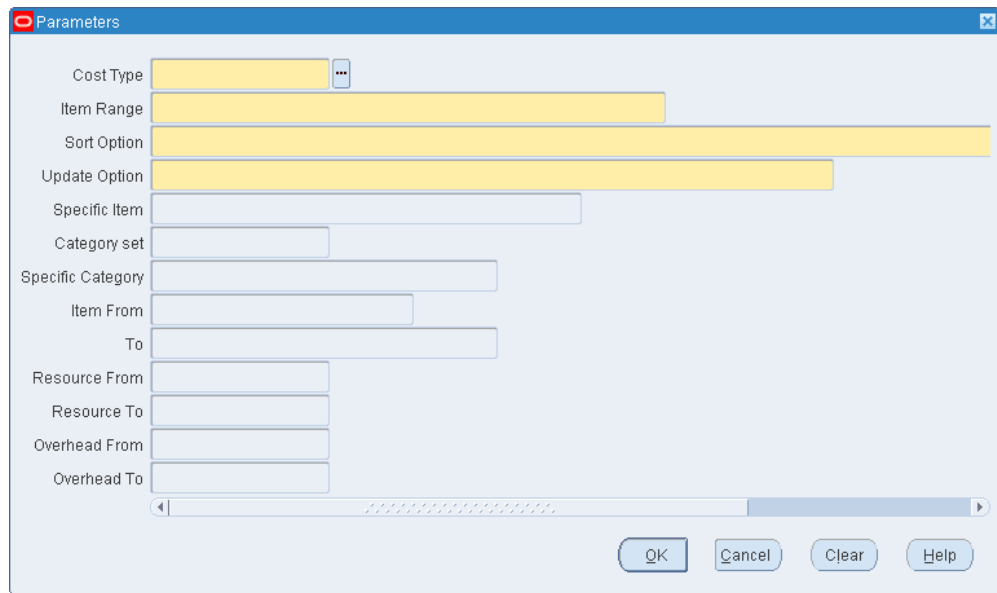 Parameters
Cost Type
Item Range
Sort Option
Update Option
Specific Item
Category set
Specific Category
Item From
To
Resource From
Resource To
Overhead From
Overhead To
OK Cancel Clear Help